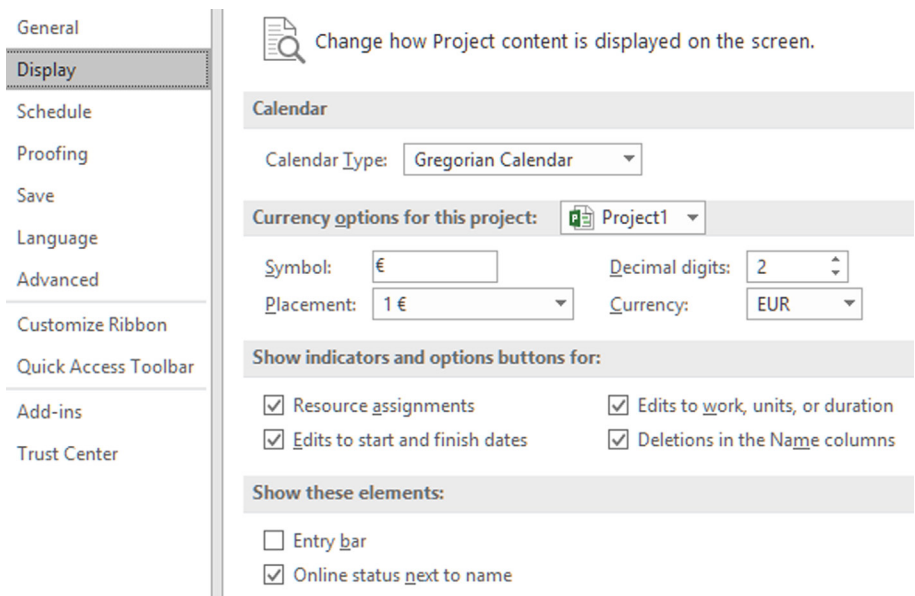 General
Display
Schedule
Proofing
Save
Language
Advanced
Customize Ribbon
Quick Access Toolbar
Add-ins
Trust Center
Change how Project content is displayed on the screen.
Calendar
Calendar Type: Gregorian Calendar
Currency options for this project: Project1
Symbol: € Decimal digits: 2
Placement: 1 € Currency: EUR
Show indicators and options buttons for:
Resource assignments Edits to work, units, or duration
Edits to start and finish dates Deletions in the Name columns
Show these elements:
Entry bar
Online status next to name